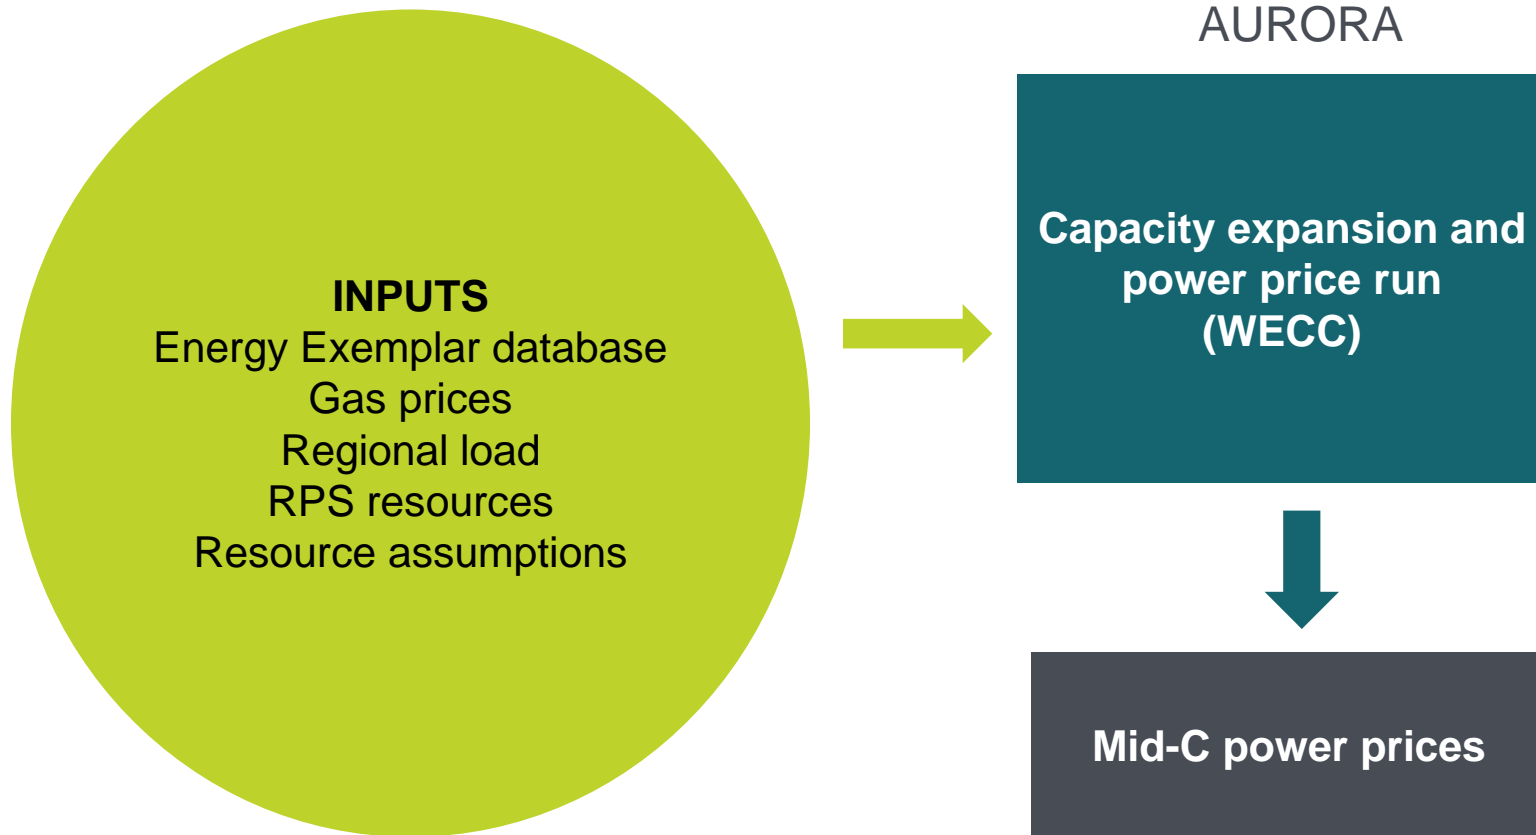 INPUTS
Energy Exemplar database
Gas prices
Regional load
RPS resources
Resource assumptions
AURORA
Capacity expansion and
power price run
(WECC)
Mid-C power prices